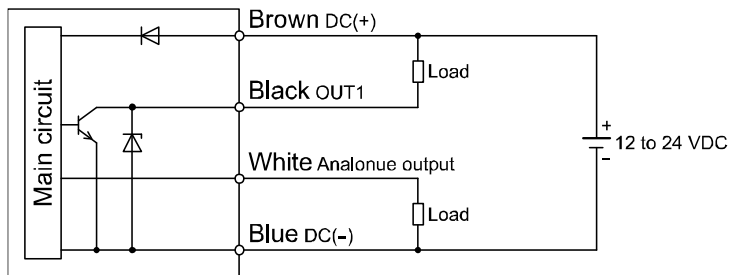 Brown DC(+)
Load
Black OUT1
Main circuit
+
12 to 24 VDC
−
White Analonue output
Load
Blue DC(−)